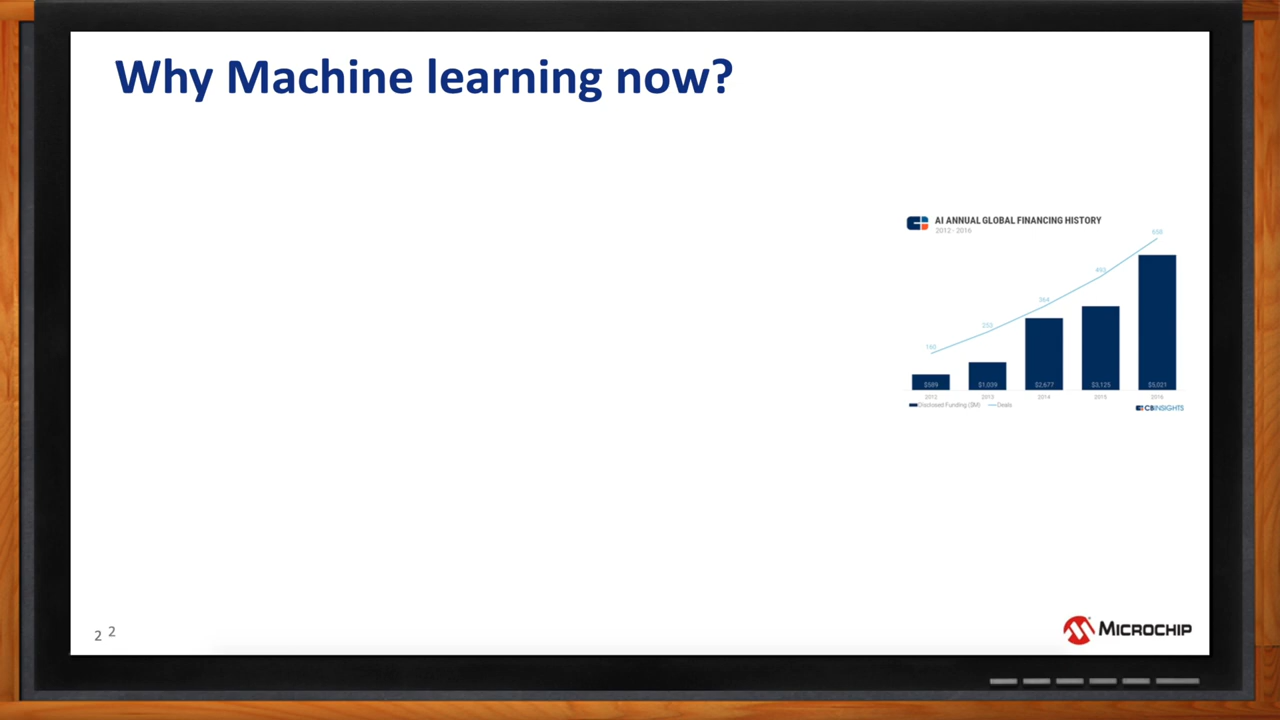 Why Machine learning now?
AI ANNUAL GLOBAL FINANCING HISTORY
2012 - 2016
650
493
364
253
160
$589 $1,039 $2,677 $3,125 $5,021
2012 2013 2014 2015 2016
Disclosed Funding ($M) Deals
CBINSIGHTS
2 2
MICROCHIP